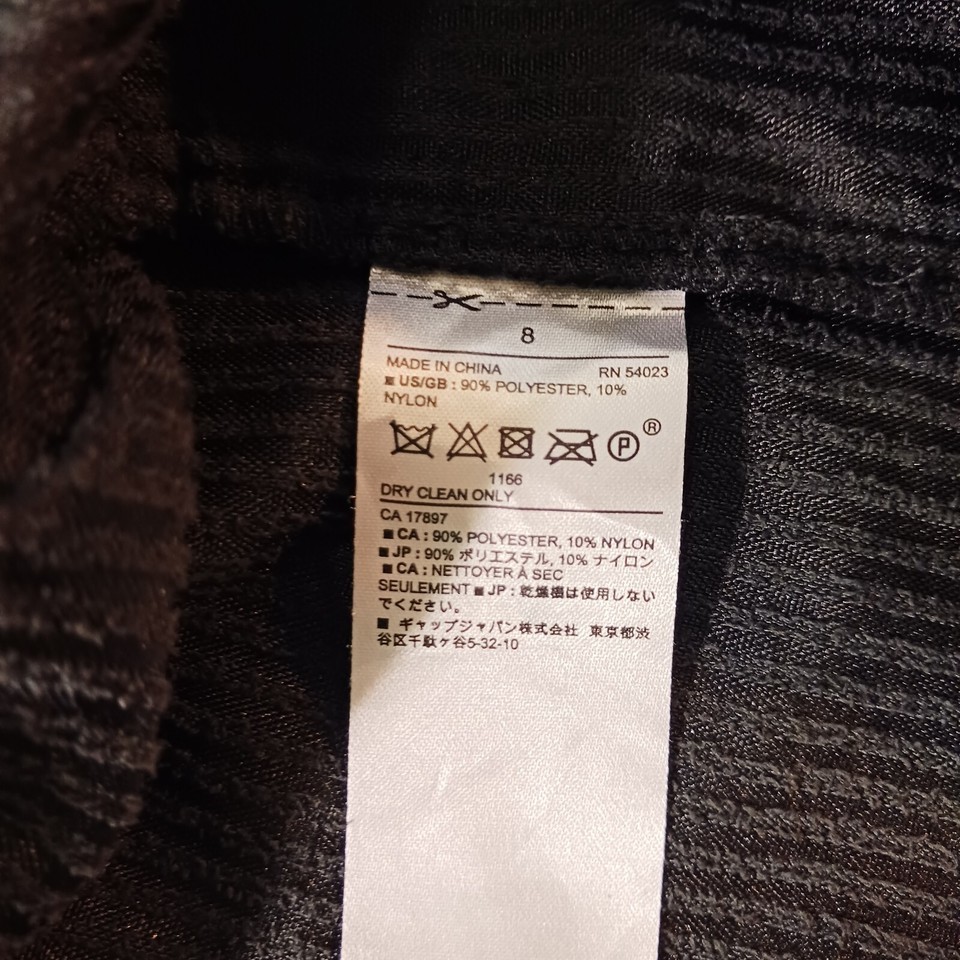 8
MADE IN CHINA RN 54023
■ US/GB : 90% POLYESTER, 10%
NYLON
P ®
1166
DRY CLEAN ONLY
CA 17897
■ CA : 90% POLYESTER, 10% NYLON
■ JP : 90% ポリエステル, 10% ナイロン
■ CA : NETTOYER À SEC
SEULEMENT ■ JP : 乾燥機は使用しない
でください。
■ ギャップジャパン株式会社 東京都渋
谷区千駄ヶ谷5-32-10